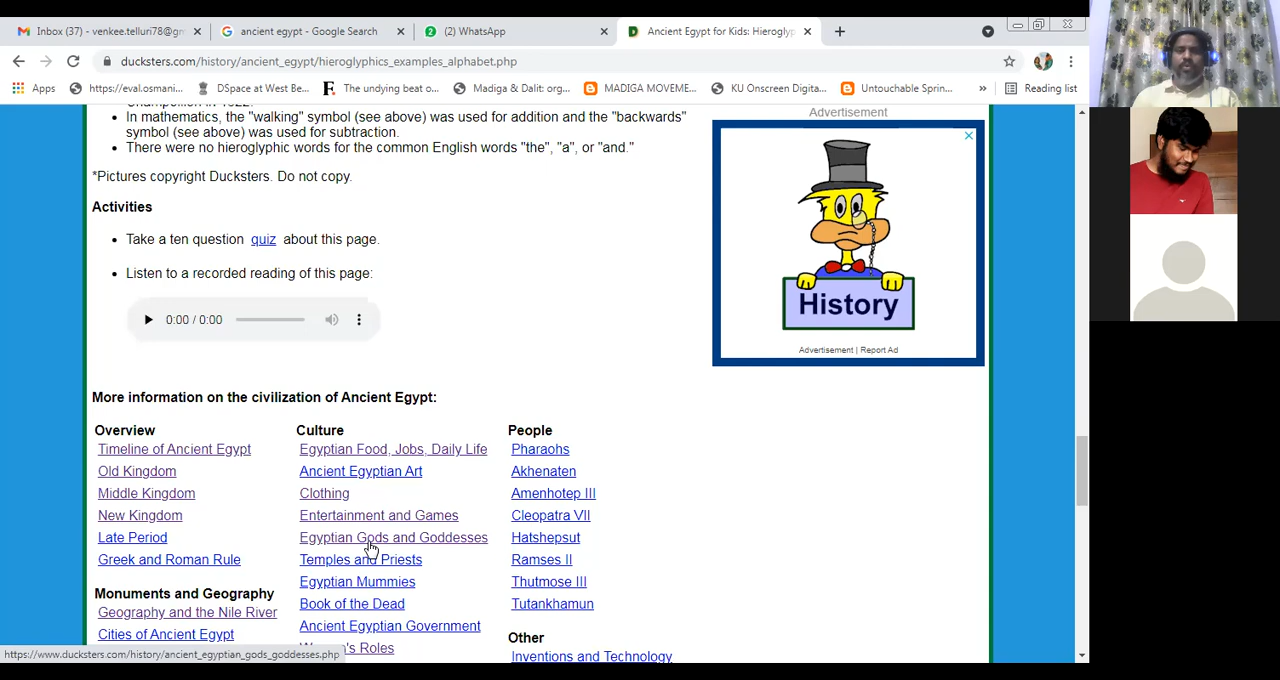 Inbox (37) - venkee.telluri78@gr
ancient egypt - Google Search
(2) WhatsApp
Ancient Egypt for Kids: Hieroglyp
ducksters.com/history/ancient_egypt/hieroglyphics_examples_alphabet.php
Apps
https://eval.osmani...
DSpace at West Be...
The undying beat o...
Madiga & Dalit: org...
MADIGA MOVEME...
KU Onscreen Digita...
Untouchable Sprin...
»
Reading list
In mathematics, the "walking" symbol (see above) was used for addition and the "backwards"
symbol (see above) was used for subtraction.
There were no hieroglyphic words for the common English words "the", "a", or "and."
*Pictures copyright Ducksters. Do not copy.
Activities
Take a ten question quiz about this page.
Listen to a recorded reading of this page:
0:00 / 0:00
Advertisement
History
Advertisement | Report Ad
More information on the civilization of Ancient Egypt:
Overview
Timeline of Ancient Egypt
Old Kingdom
Middle Kingdom
New Kingdom
Late Period
Greek and Roman Rule
Monuments and Geography
Geography and the Nile River
Cities of Ancient Egypt
Culture
Egyptian Food, Jobs, Daily Life
Ancient Egyptian Art
Clothing
Entertainment and Games
Egyptian Gods and Goddesses
Temples and Priests
Egyptian Mummies
Book of the Dead
Ancient Egyptian Government
Roles
People
Pharaohs
Akhenaten
Amenhotep III
Cleopatra VII
Hatshepsut
Ramses II
Thutmose III
Tutankhamun
Other
Inventions and Technology
https://www.ducksters.com/history/ancient_egyptian_gods_goddesses.php